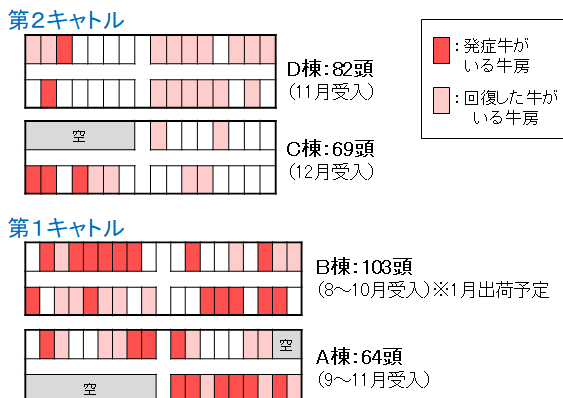 第2キャトル
：発症牛が
いる牛房
D棟：82頭
(11月受入)
：回復した牛が
いる牛房
空
C棟：69頭
(12月受入)
第1キャトル
B棟：103頭
(8～10月受入)※1月出荷予定
空
A棟：64頭
(9～11月受入)
空